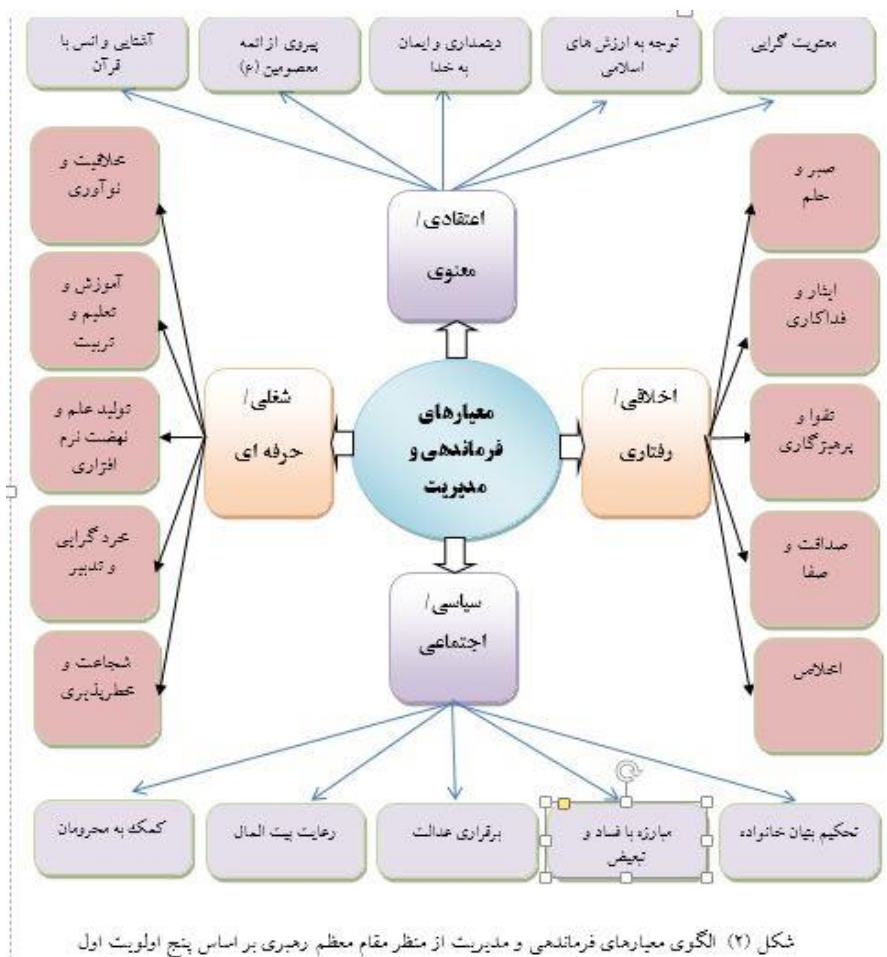 معنویت گرایی
توجه به ارزش های
اسلامی
دینداری و ایمان
به خدا
پیروی از ائمه
معصومین (ع)
آشنایی و انس با
قرآن
اعتقادی/
معنوی
صبر و
حلم
ایثار و
فداکاری
تقوا و
پرهیزگاری
صداقت و
صفا
اخلاص
اخلاقی/
رفتاری
معیارهای
فرماندهی و
مدیریت
شغلی/
حرفه ای
خلاقیت و
نوآوری
آموزش و
تعلیم و
تربیت
تولید علم و
نهضت نرم
افزاری
خرد گرایی
و تدبیر
شجاعت و
خطرپذیری
سیاسی/
اجتماعی
تحکیم بنیان خانواده
مبارزه با فساد و
تبعیض
برقراری عدالت
رعایت بیت المال
کمک به محرومان
شکل (۲) الگوی معیارهای فرماندهی و مدیریت از منظر مقام معظم رهبری بر اساس پنج اولویت اول